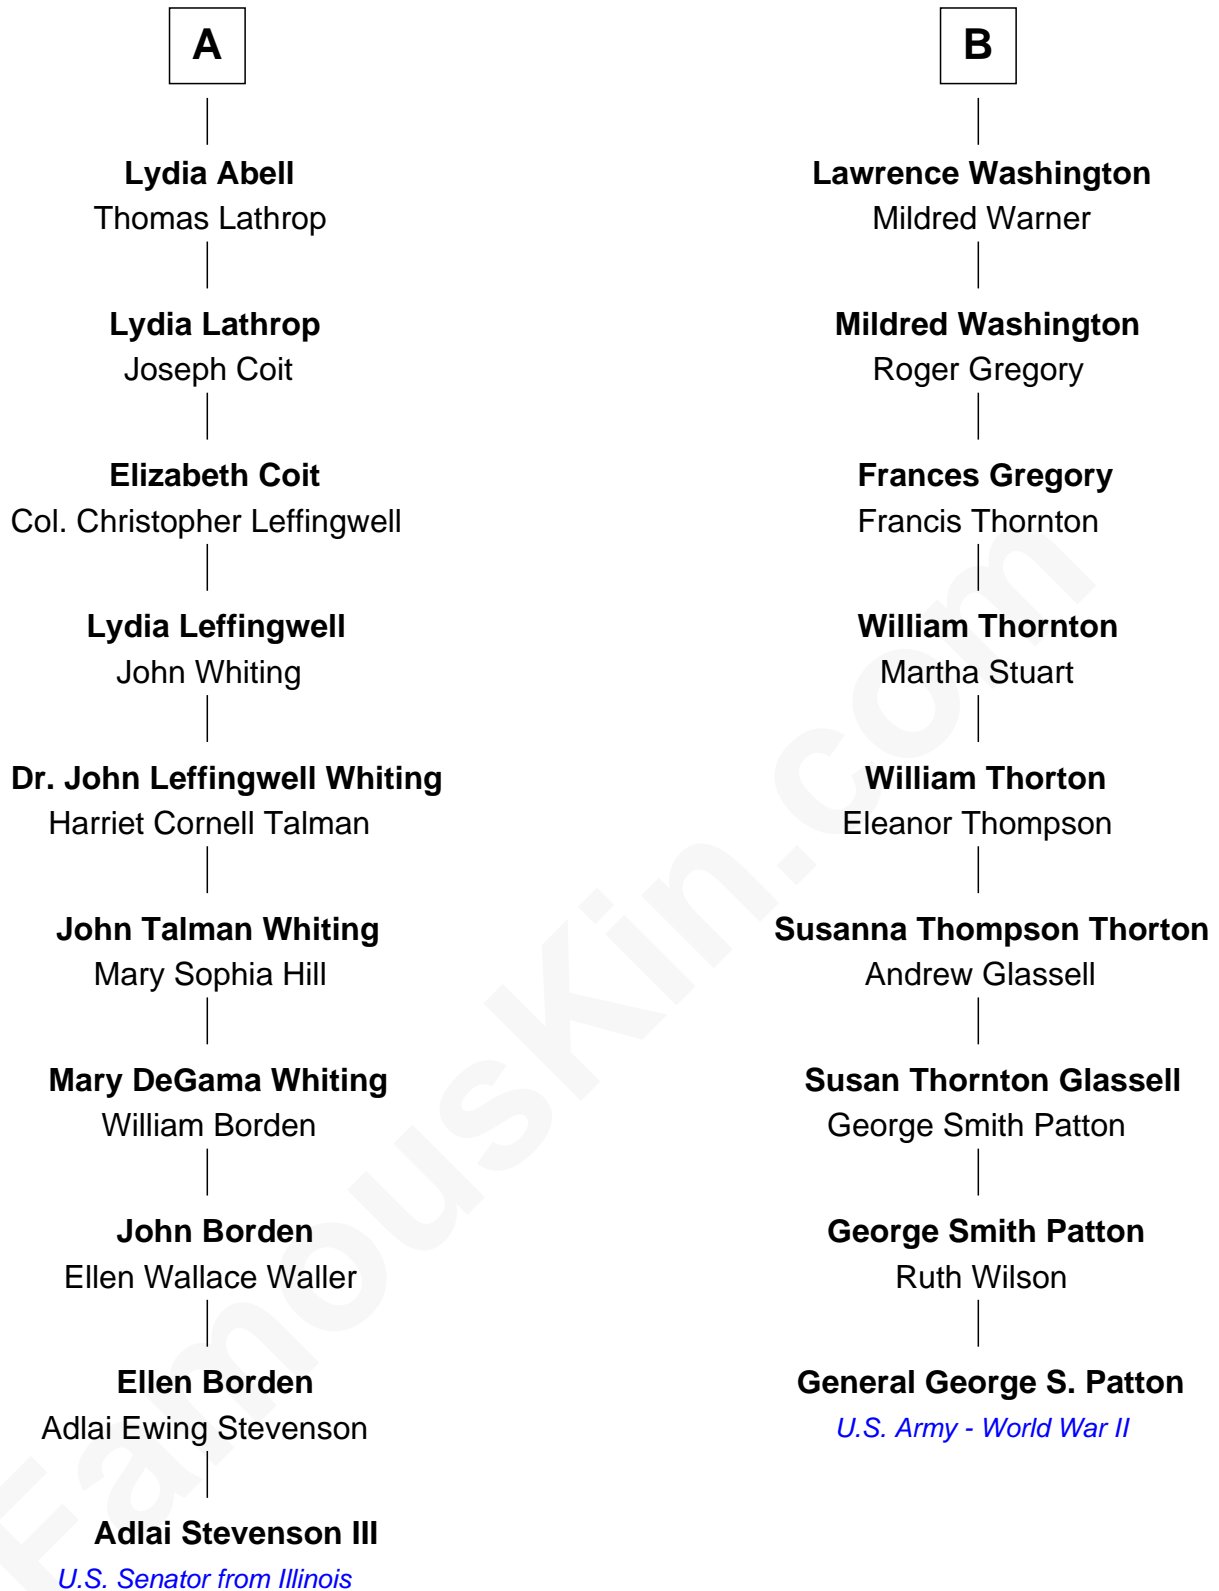 A
Lydia Abell
Thomas Lathrop
Lydia Lathrop
Joseph Coit
Elizabeth Coit
Col. Christopher Leffingwell
Lydia Leffingwell
John Whiting
Dr. John Leffingwell Whiting
Harriet Cornell Talman
John Talman Whiting
Mary Sophia Hill
Mary DeGama Whiting
William Borden
John Borden
Ellen Wallace Waller
Ellen Borden
Adlai Ewing Stevenson
Adlai Stevenson III
U.S. Senator from Illinois
B
Lawrence Washington
Mildred Warner
Mildred Washington
Roger Gregory
Frances Gregory
Francis Thornton
William Thornton
Martha Stuart
William Thorton
Eleanor Thompson
Susanna Thompson Thorton
Andrew Glassell
Susan Thornton Glassell
George Smith Patton
George Smith Patton
Ruth Wilson
General George S. Patton
U.S. Army - World War II
FamousKin.com